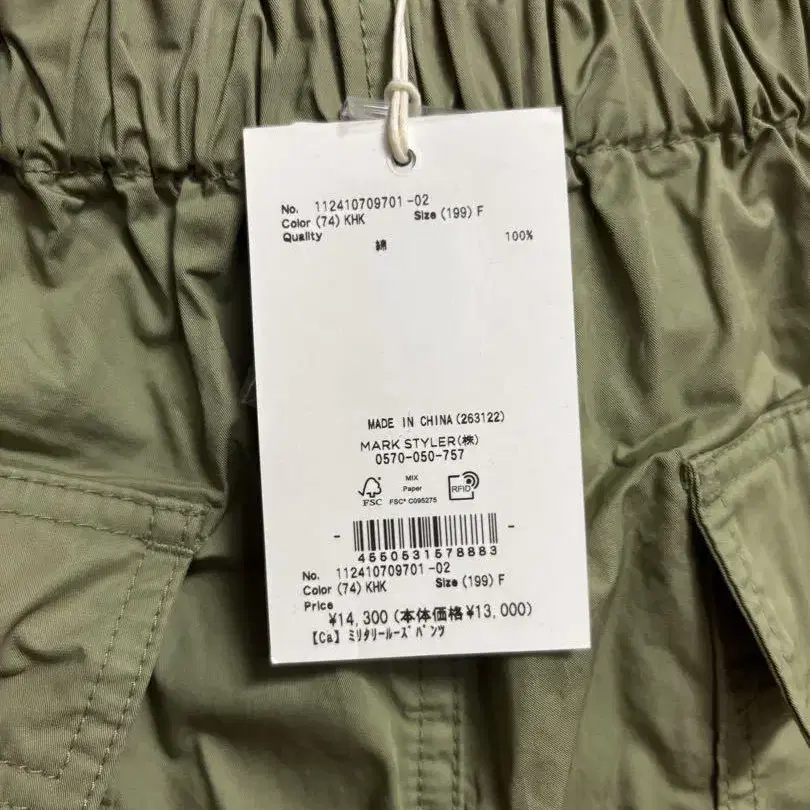 No. 112410709701-02
Color (74) KHK Size (199) F
Quality
綿 100%
MADE IN CHINA (263122)
MARK STYLER(株)
0570-050-757
MIX
Paper
FSC FSC® C095275
RFID
4550531578883
No. 112410709701-02
Color (74) KHK Size (199) F
Price
¥14,300(本体価格¥13,000)
【Ca】ミリタリールーズパンツ